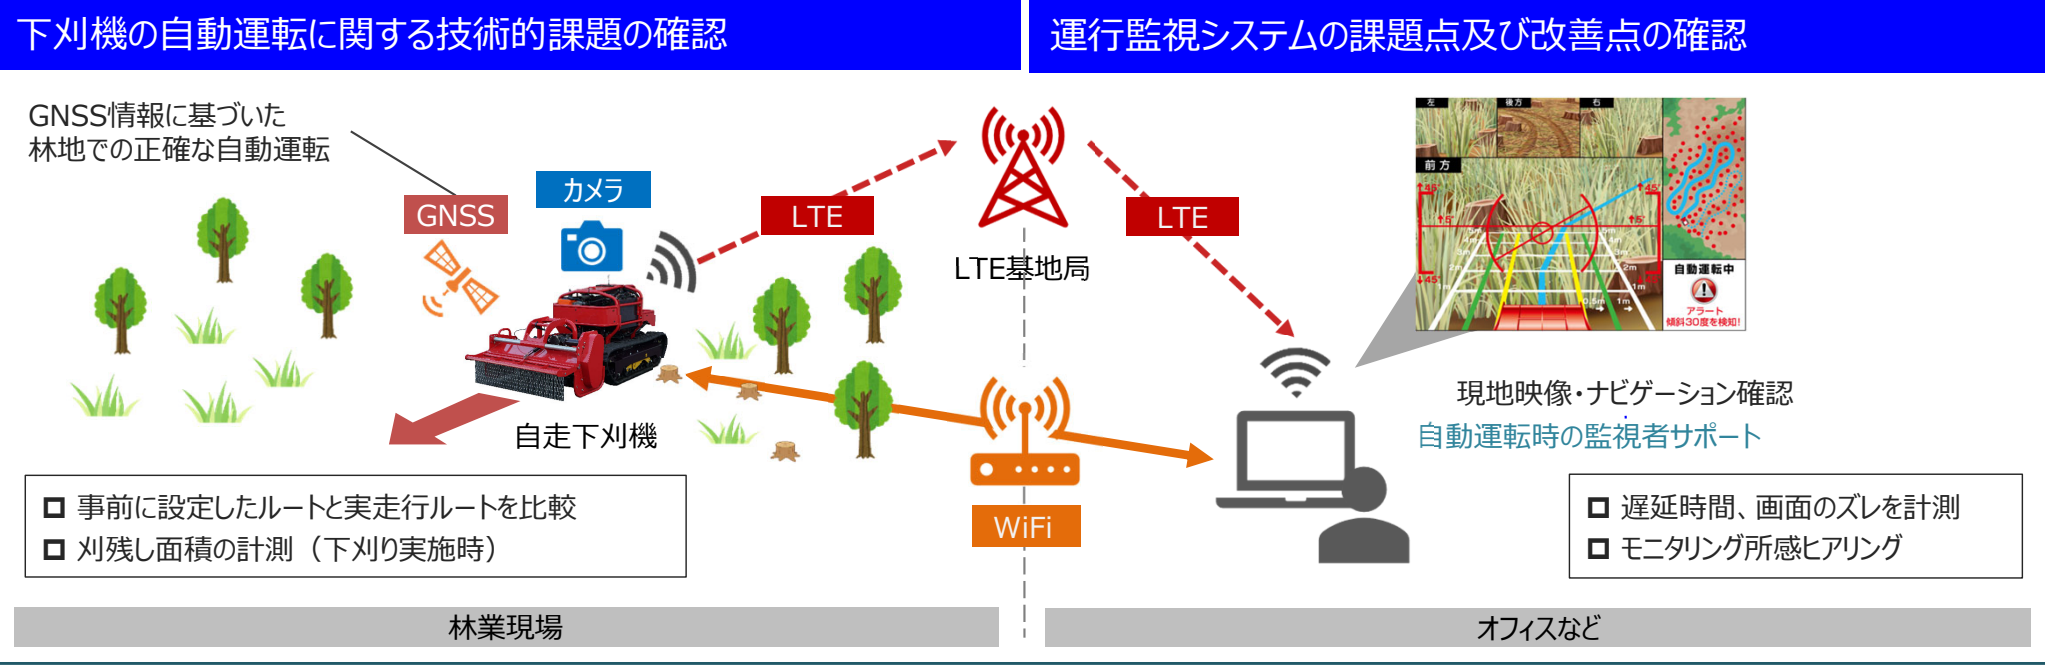 下刈機の自動運転に関する技術的課題の確認
運行監視システムの課題点及び改善点の確認
GNSS情報に基づいた
林地での正確な自動運転
GNSS
カメラ
LTE
LTE
LTE基地局
自走下刈機
WiFi
左
後方
右
前方
自動運転中
アラート
傾斜30度を検知!
現地映像・ナビゲーション確認
自動運転時の監視者サポート
事前に設定したルートと実走行ルートを比較
刈残し面積の計測（下刈り実施時）
遅延時間、画面のズレを計測
モニタリング所感ヒアリング
林業現場
オフィスなど